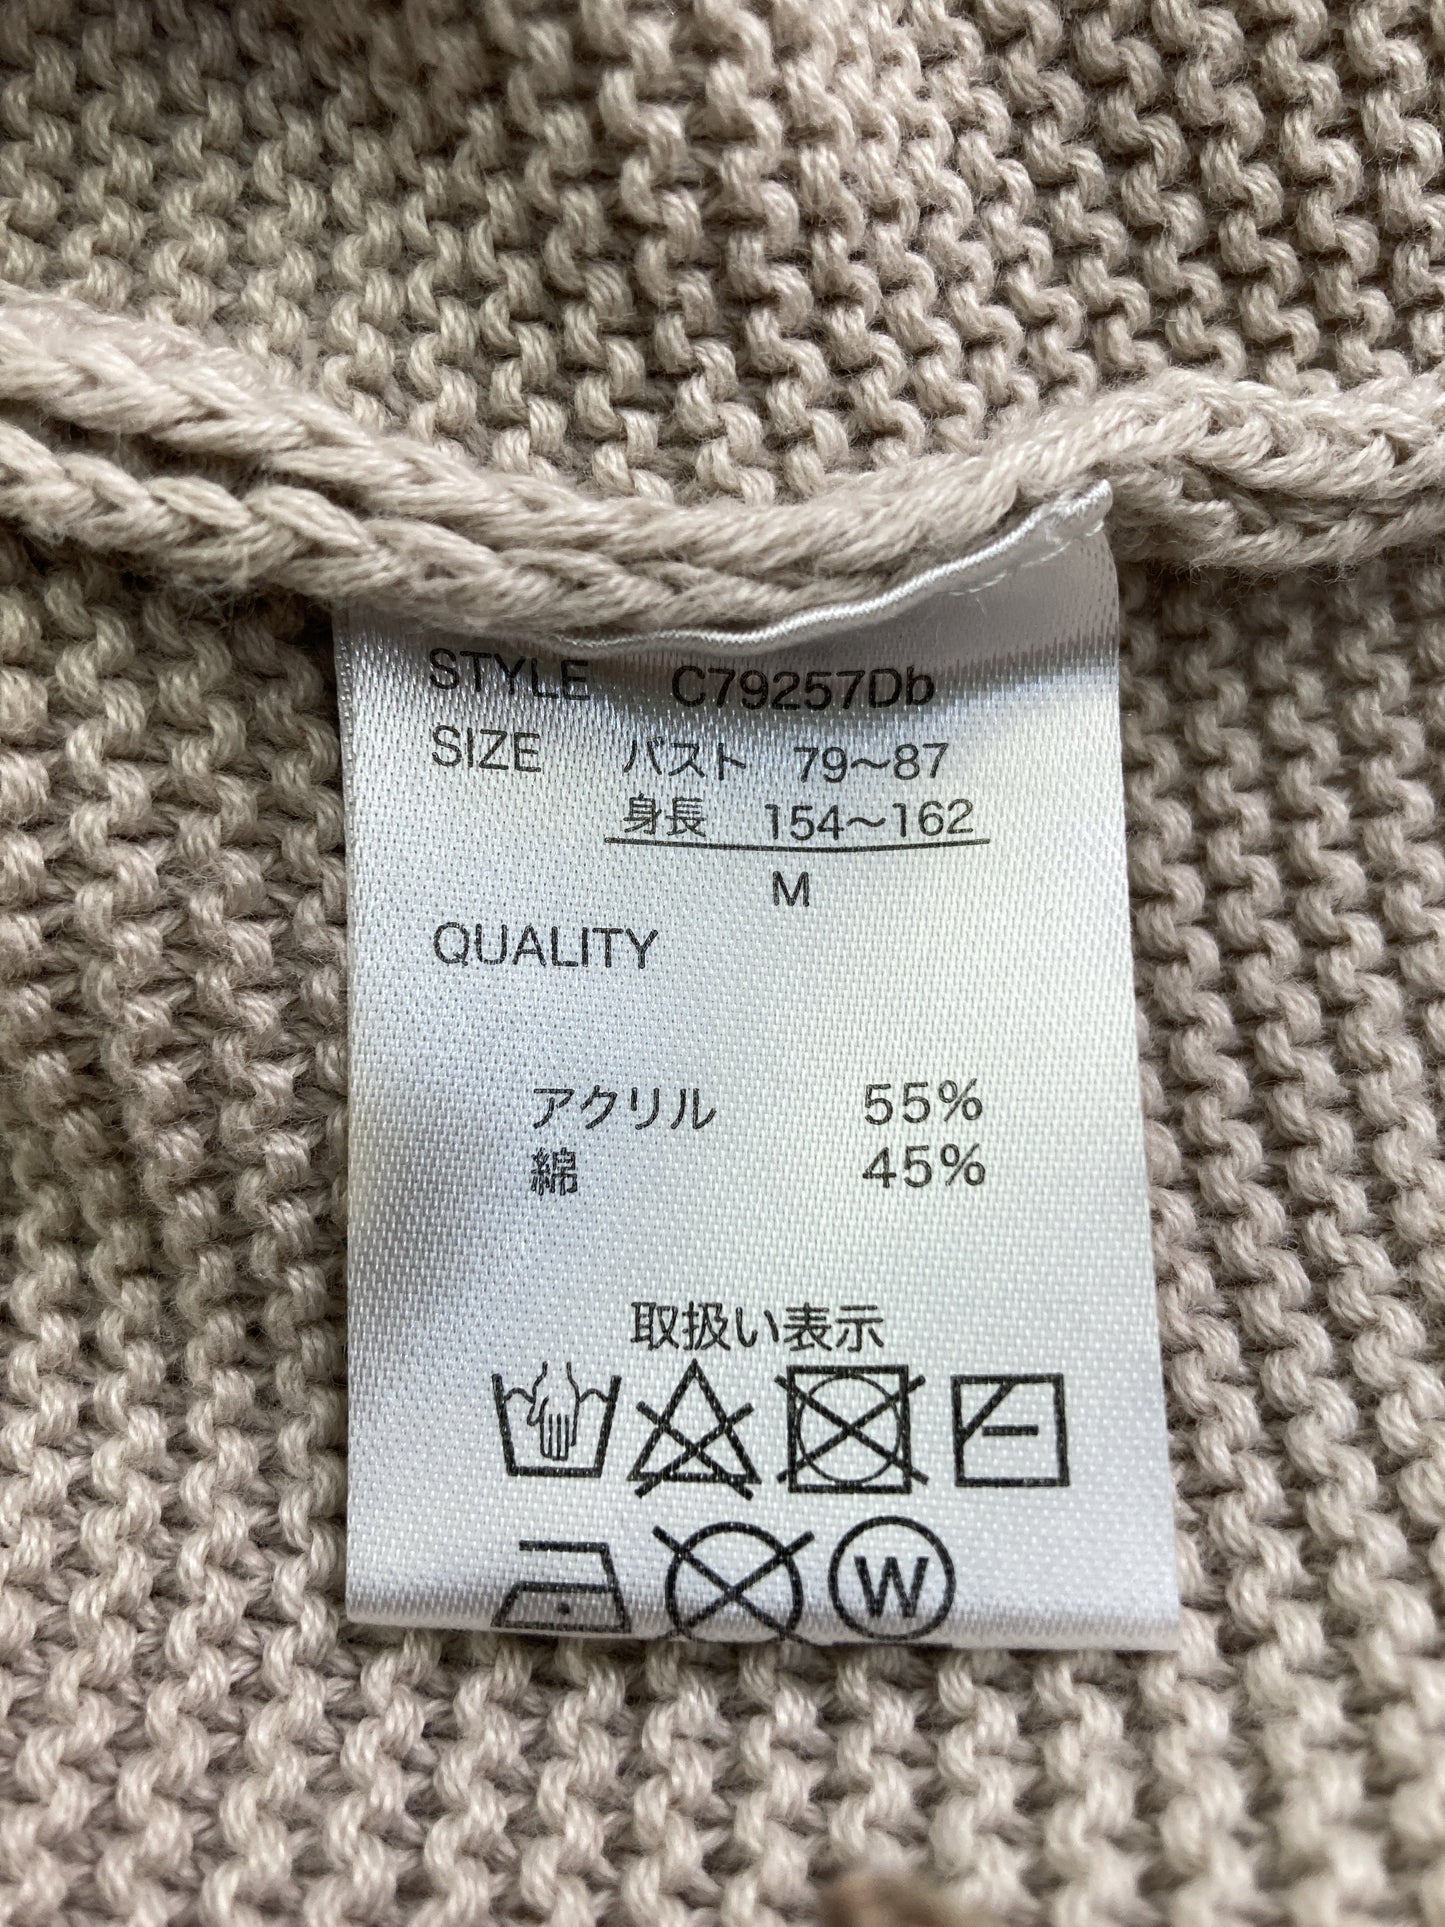 STYLE C79257Db
SIZE バスト 79～87
身長 154～162
M
QUALITY
アクリル 55%
綿 45%
取扱い表示
W